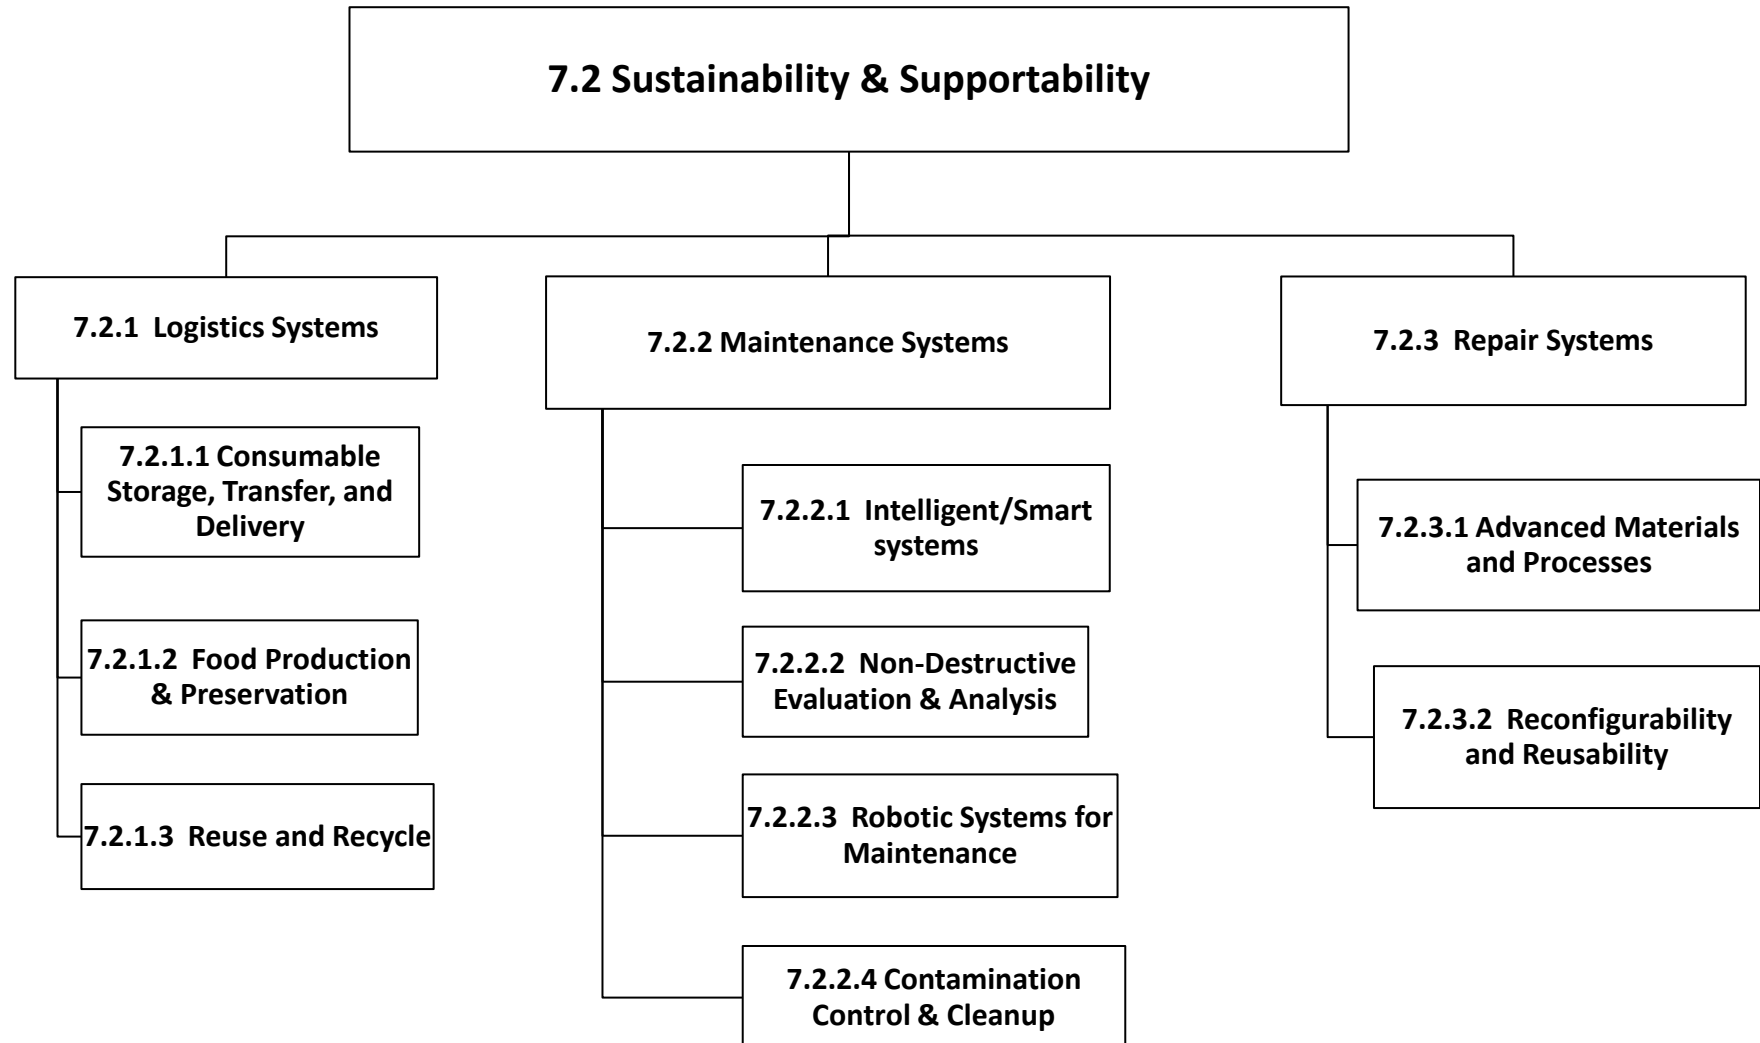 7.2 Sustainability & Supportability
7.2.1 Logistics Systems
7.2.1.1 Consumable
Storage, Transfer, and
Delivery
7.2.1.2 Food Production
& Preservation
7.2.1.3 Reuse and Recycle
7.2.2 Maintenance Systems
7.2.2.1 Intelligent/Smart
systems
7.2.2.2 Non-Destructive
Evaluation & Analysis
7.2.2.3 Robotic Systems for
Maintenance
7.2.2.4 Contamination
Control & Cleanup
7.2.3 Repair Systems
7.2.3.1 Advanced Materials
and Processes
7.2.3.2 Reconfigurability
and Reusability